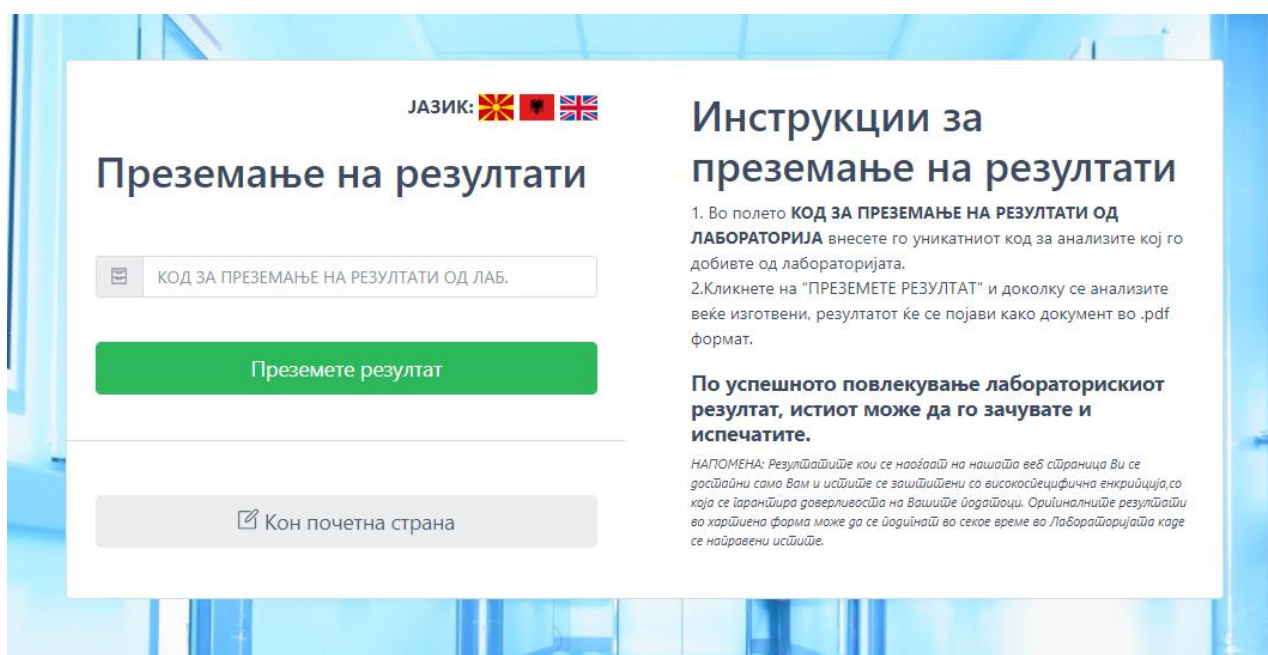 ЈАЗИК:
Преземање на резултати
КОД ЗА ПРЕЗЕМАЊЕ НА РЕЗУЛТАТИ ОД ЛАБ.
Преземете резултат
Кон почетна страна
Инструкции за
преземање на резултати
1. Во полето КОД ЗА ПРЕЗЕМАЊЕ НА РЕЗУЛТАТИ ОД
ЛАБОРАТОРИЈА внесете го уникатниот код за анализите кој го
добивте од лабораторијата.
2.Кликнете на “ПРЕЗЕМЕТЕ РЕЗУЛТАТ” и доколку се анализите
веќе изготвени, резултатот ќе се појави како документ во .pdf
формат.
По успешното повлекување лабораторискиот
резултат, истиот може да го зачувате и
испечатите.
НАПОМЕНА: Резултатите кои се наоѓаат на нашата веб страница Ви се
достапни само Вам и истите се заштитени со високоспецифична енкрипција,со
која се гарантира доверливоста на Вашите податоци. Оригиналните резултати
во хартиена форма може да се подигнат во секое време во Лабораторијата каде
се направени истите.